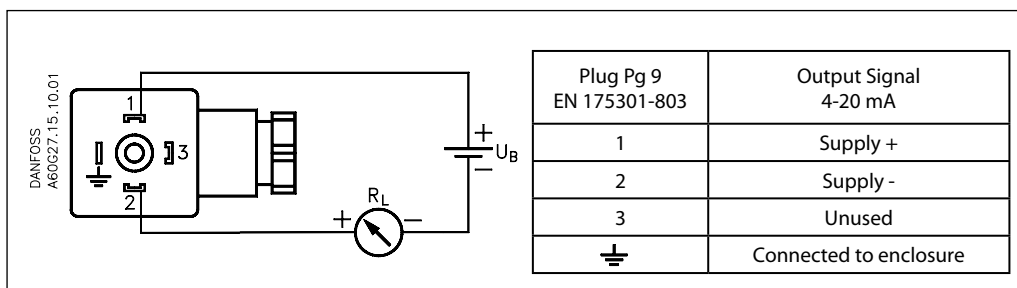 DANFOSS
A60G27.15.10.01
1
3
2
+
U_B
−
R_L
+
−
Plug Pg 9
EN 175301-803
Output Signal
4-20 mA
1
Supply +
2
Supply -
3
Unused
⏚
Connected to enclosure